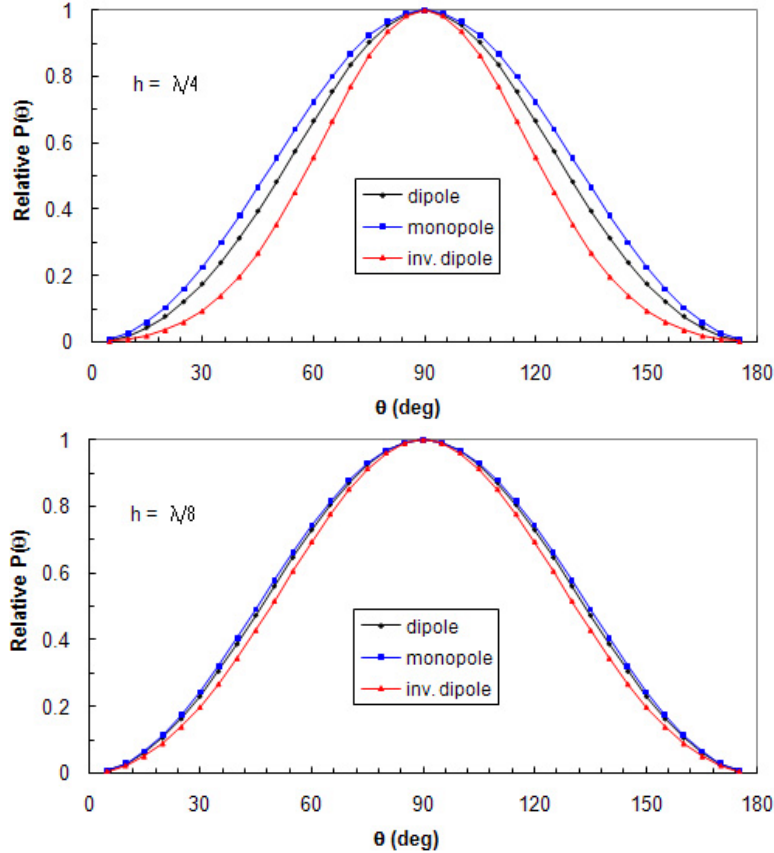 1
0.8
0.6
0.4
0.2
0
Relative P(Θ)
h = λ/4
dipole
monopole
inv. dipole
0 30 60 90 120 150 180
θ (deg)
1
0.8
0.6
0.4
0.2
0
Relative P(Θ)
h = λ/8
dipole
monopole
inv. dipole
0 30 60 90 120 150 180
θ (deg)